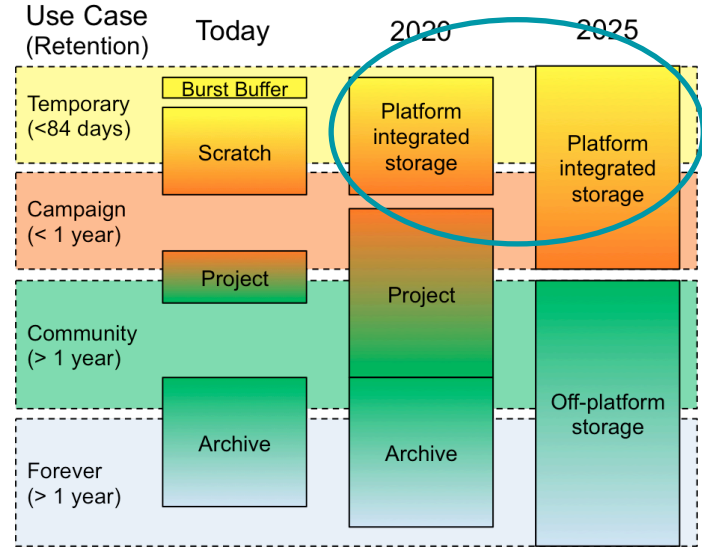 Use Case
(Retention)
Today
2020
2025
Temporary
(<84 days)
Burst Buffer
Scratch
Platform
integrated
storage
Platform
integrated
storage
Campaign
(< 1 year)
Project
Project
Community
(> 1 year)
Archive
Archive
Off-platform
storage
Forever
(> 1 year)